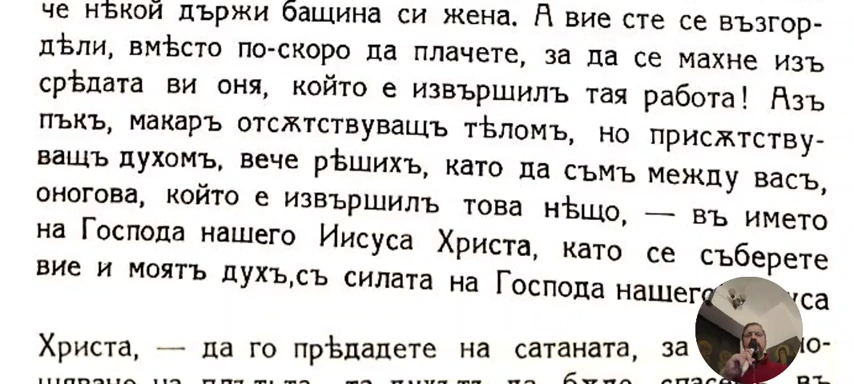 че нѣкой държи бащина си жена. А вие сте се възгор-
дѣли, вмѣсто по-скоро да плачете, за да се махне изъ
срѣдата ви оня, който е извършилъ тая работа! Азъ
пъкъ, макаръ отсѫтствуващъ тѣломъ, но присѫтству-
ващъ духомъ, вече рѣшихъ, като да съмъ между васъ,
оногова, който е извършилъ това нѣщо, — въ името
на Господа нашего Иисуса Христа, като се съберете
вие и моятъ духъ,съ силата на Господа нашего
Христа, — да го прѣдадете на сатаната, за